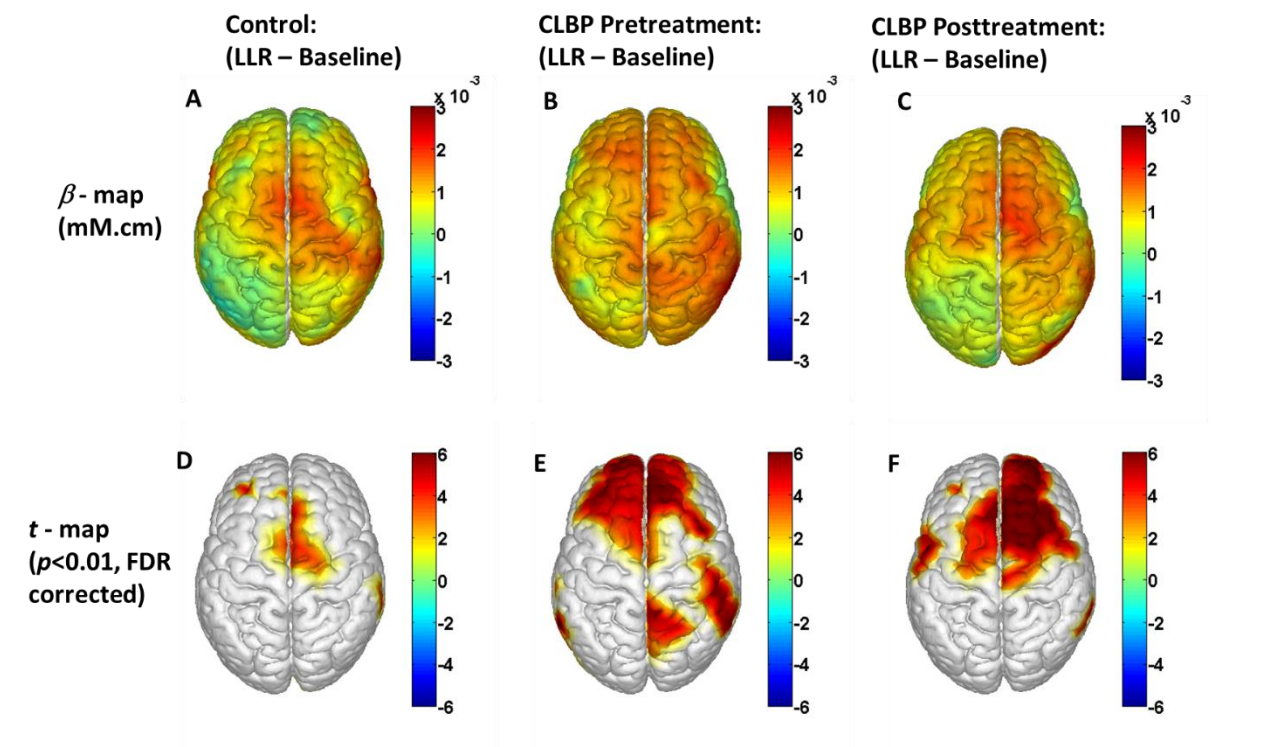 Control:
(LLR – Baseline)
CLBP Pretreatment:
(LLR – Baseline)
CLBP Posttreatment:
(LLR – Baseline)
A
x 10⁻³
3
2
1
0
-1
-2
-3
B
x 10⁻³
3
2
1
0
-1
-2
-3
C
x 10⁻³
3
2
1
0
-1
-2
-3
β - map
(mM.cm)
D
6
4
2
0
-2
-4
-6
E
6
4
2
0
-2
-4
-6
F
6
4
2
0
-2
-4
-6
t - map
(p<0.01, FDR
corrected)